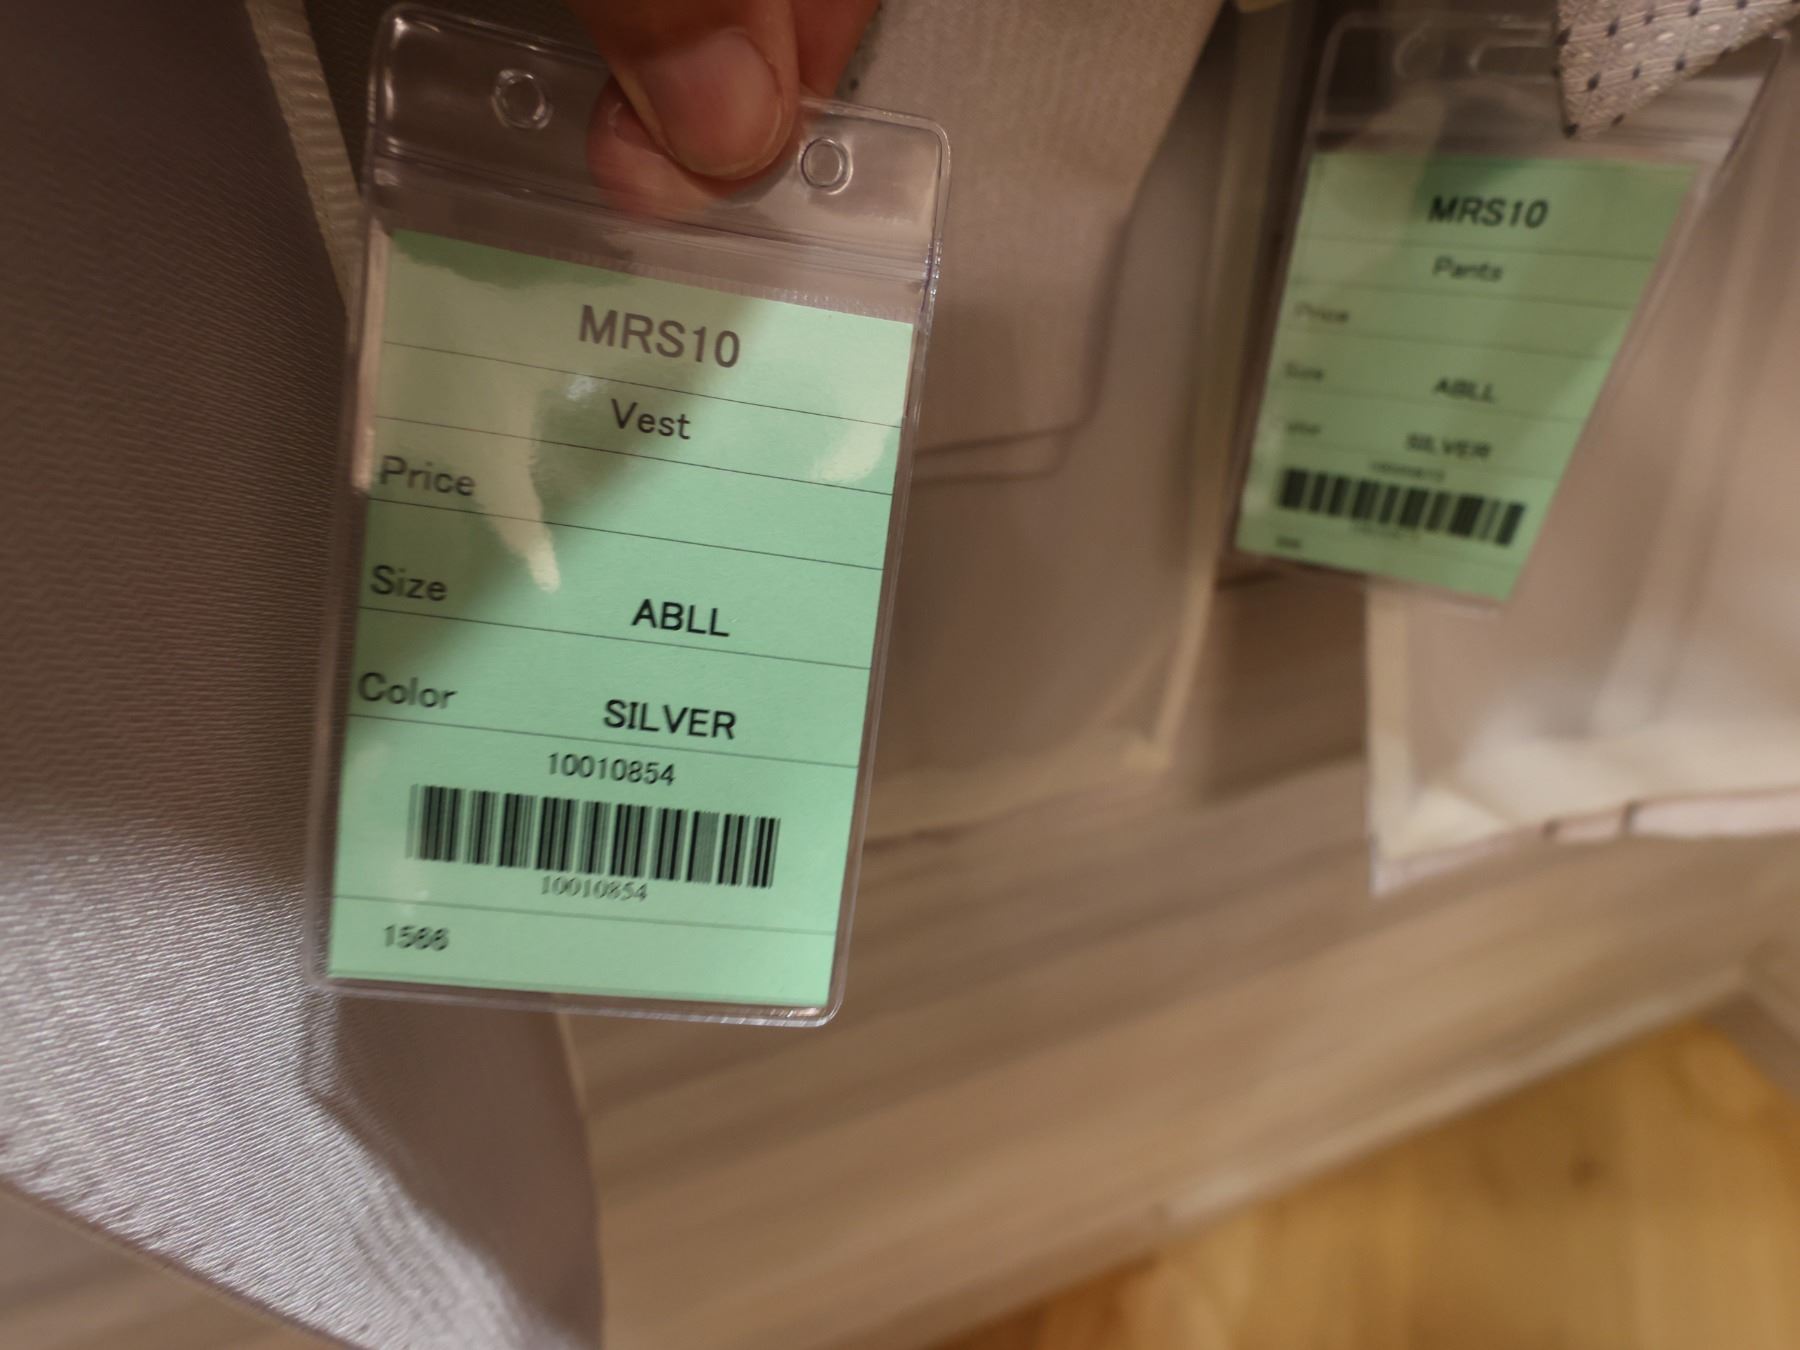 MRS10
Vest
Price
Size ABLL
Color SILVER
10010854
10010854
1566
MRS10
Pants
Price
Size ABLL
SILVER